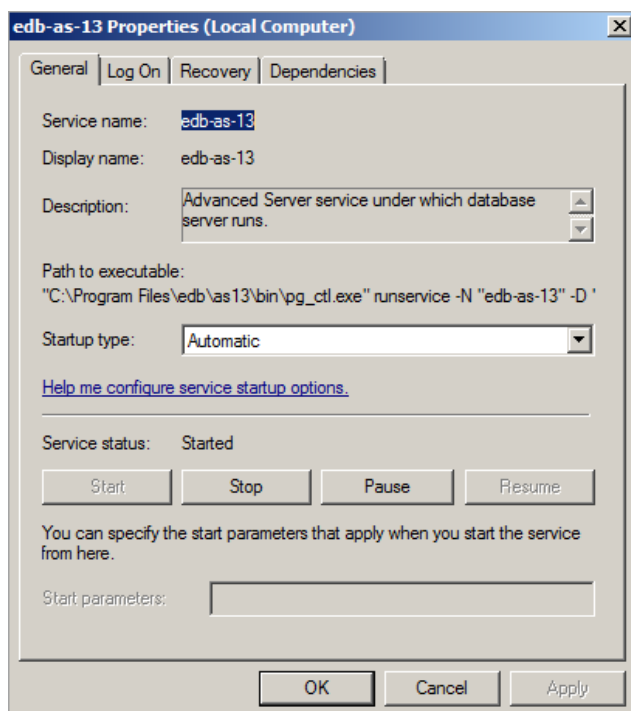 edb-as-13 Properties (Local Computer)
General Log On Recovery Dependencies
Service name: edb-as-13
Display name: edb-as-13
Description: Advanced Server service under which database
server runs.
Path to executable:
"C:\Program Files\edb\as13\bin\pg_ctl.exe" runservice -N "edb-as-13" -D '
Startup type: Automatic
Help me configure service startup options.
Service status: Started
Start Stop Pause Resume
You can specify the start parameters that apply when you start the service
from here.
Start parameters:
OK Cancel Apply